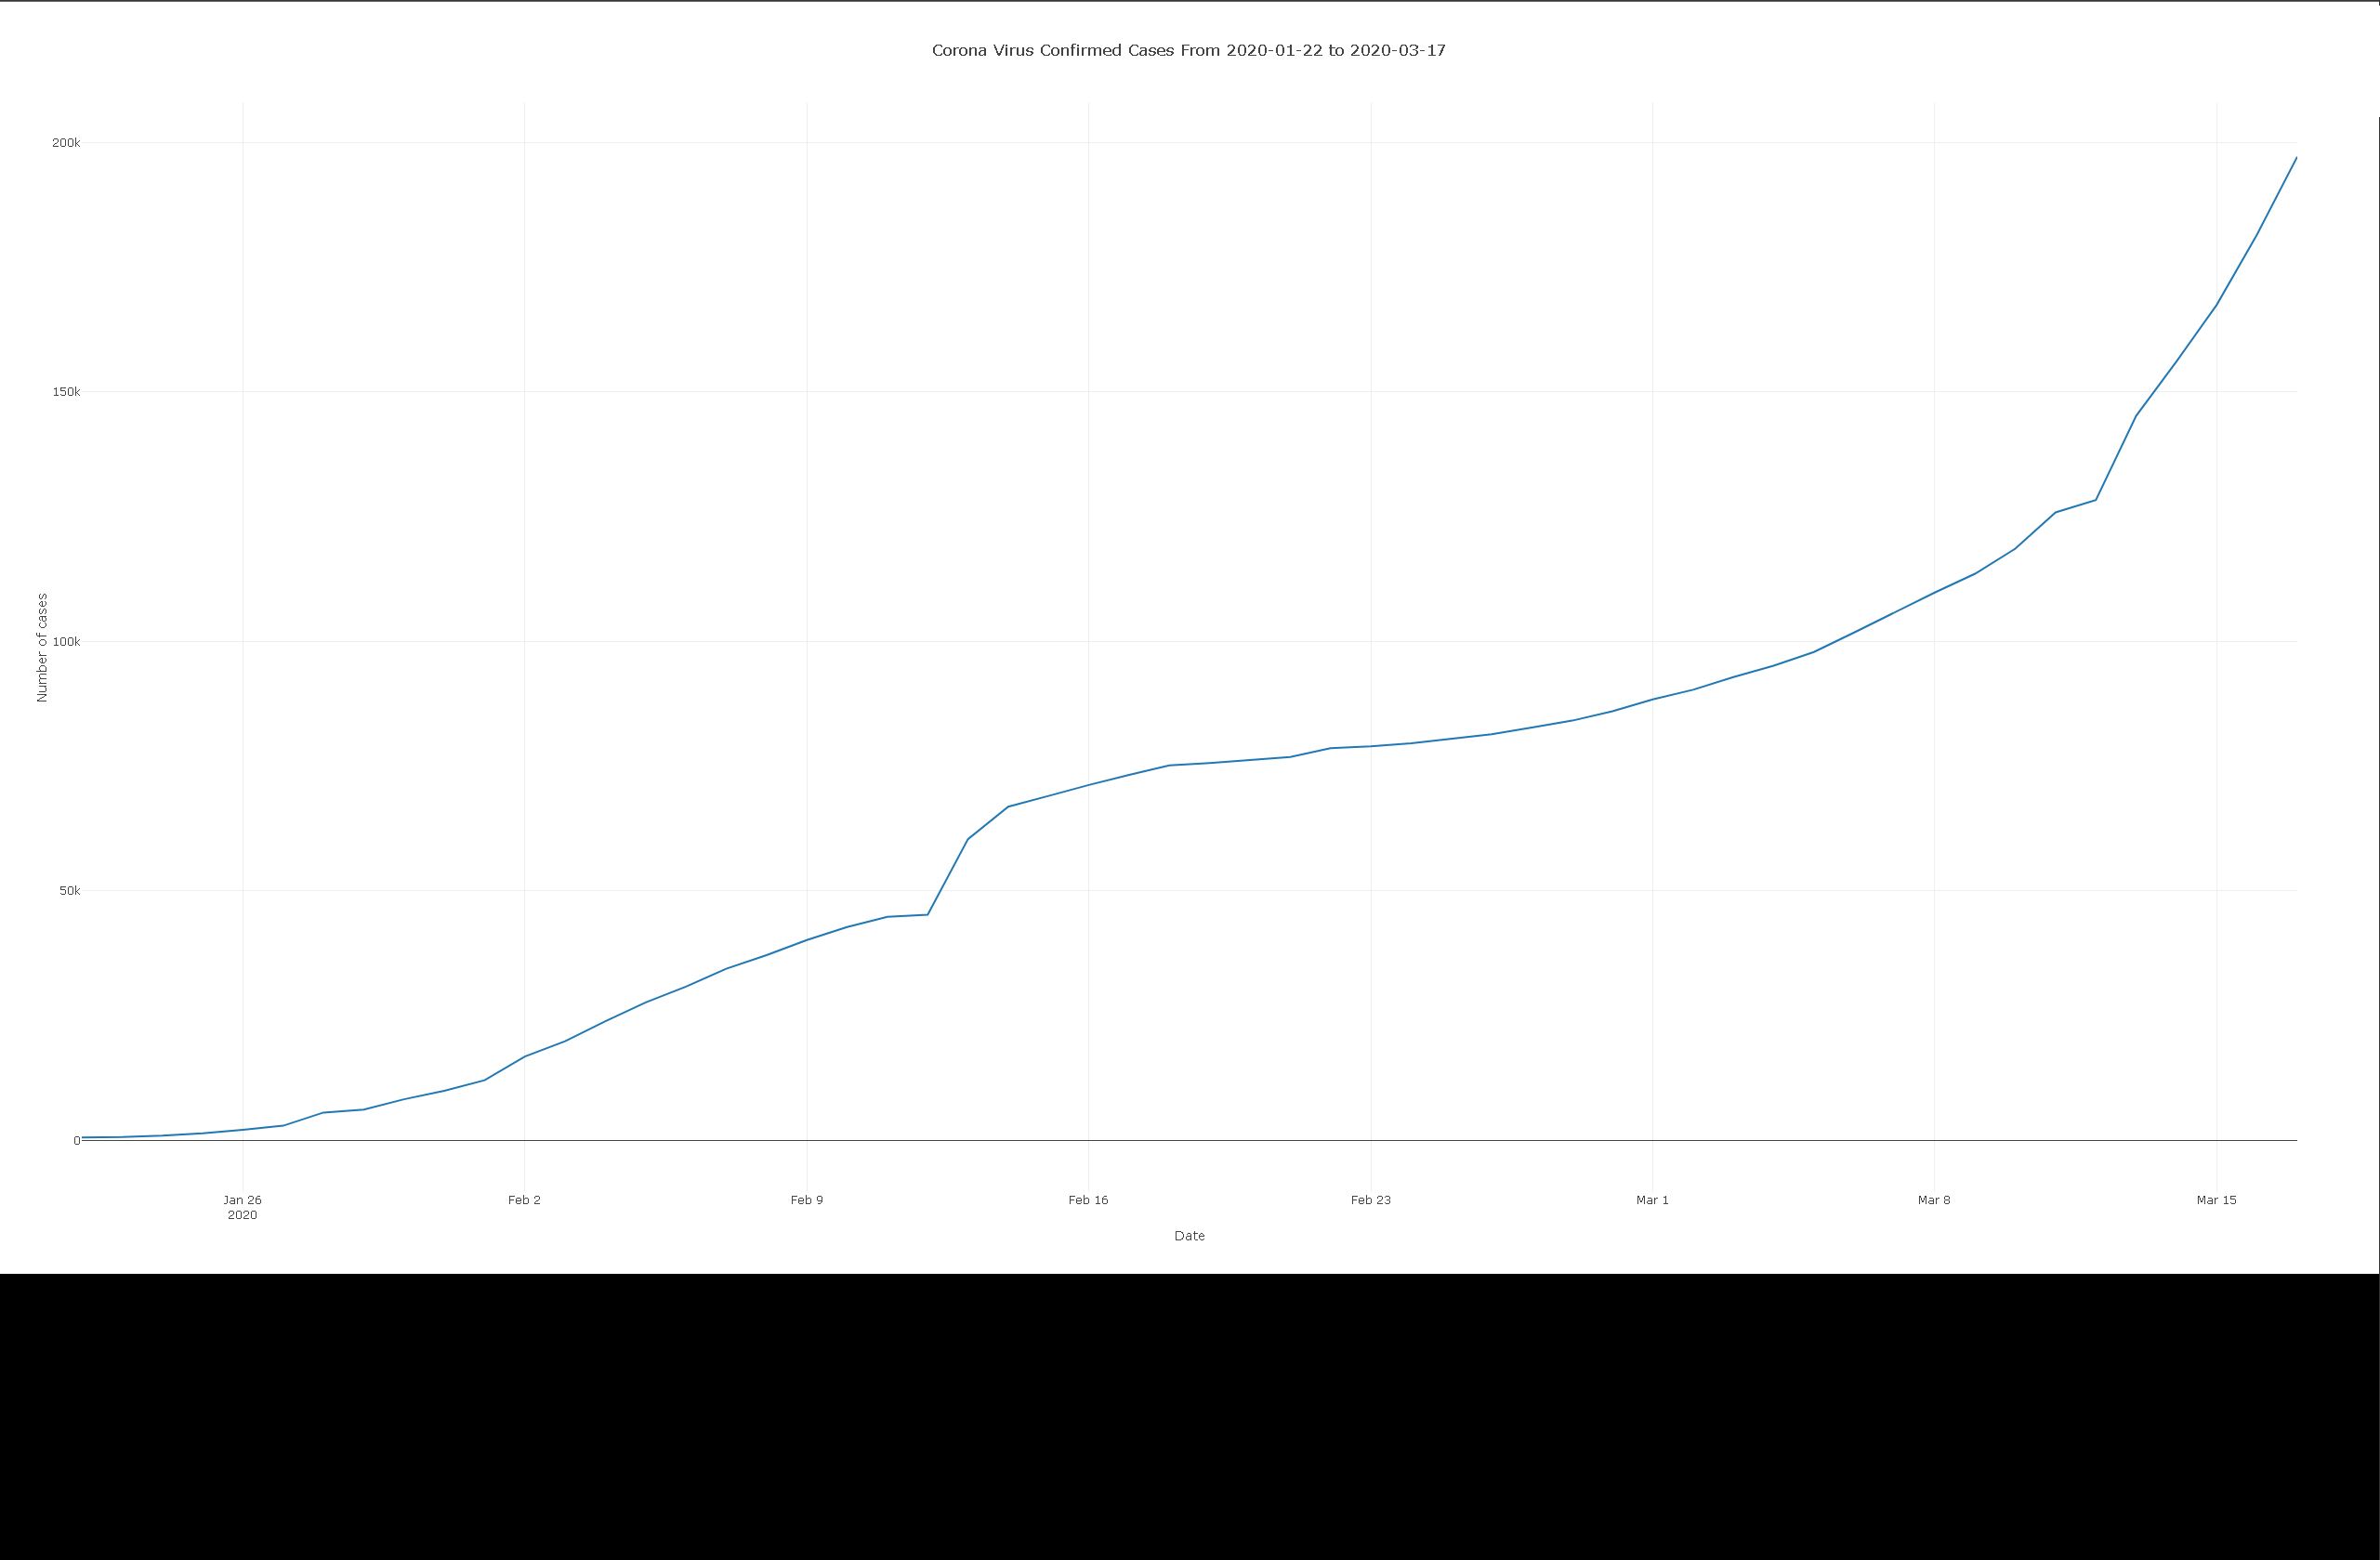 Corona Virus Confirmed Cases From 2020-01-22 to 2020-03-17
200k
150k
100k
50k
0
Number of cases
Jan 26
2020
Feb 2
Feb 9
Feb 16
Feb 23
Mar 1
Mar 8
Mar 15
Date